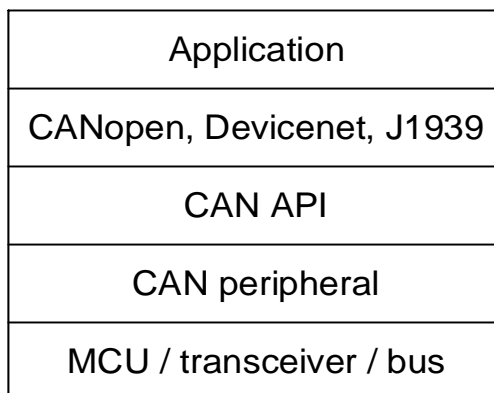 Application
CANopen, Devicenet, J1939
CAN API
CAN peripheral
MCU / transceiver / bus